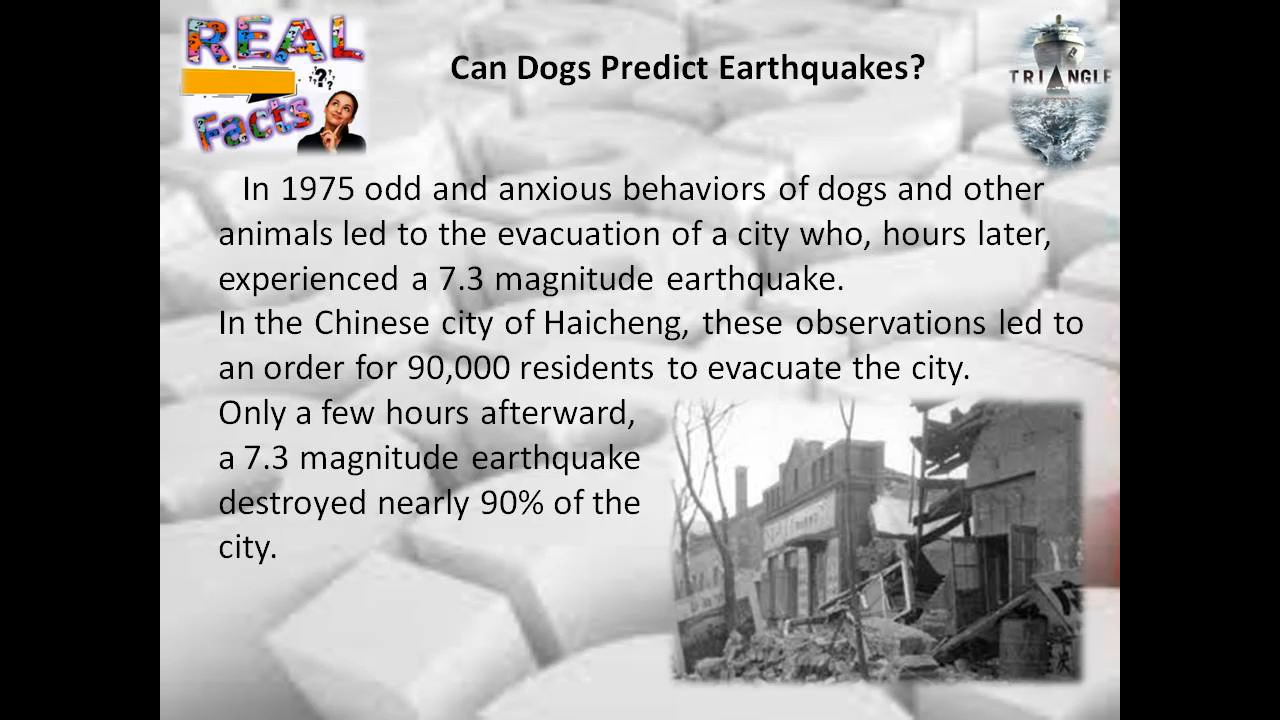 REAL
Facts
Can Dogs Predict Earthquakes?
TRIANGLE
In 1975 odd and anxious behaviors of dogs and other
animals led to the evacuation of a city who, hours later,
experienced a 7.3 magnitude earthquake.
In the Chinese city of Haicheng, these observations led to
an order for 90,000 residents to evacuate the city.
Only a few hours afterward,
a 7.3 magnitude earthquake
destroyed nearly 90% of the
city.